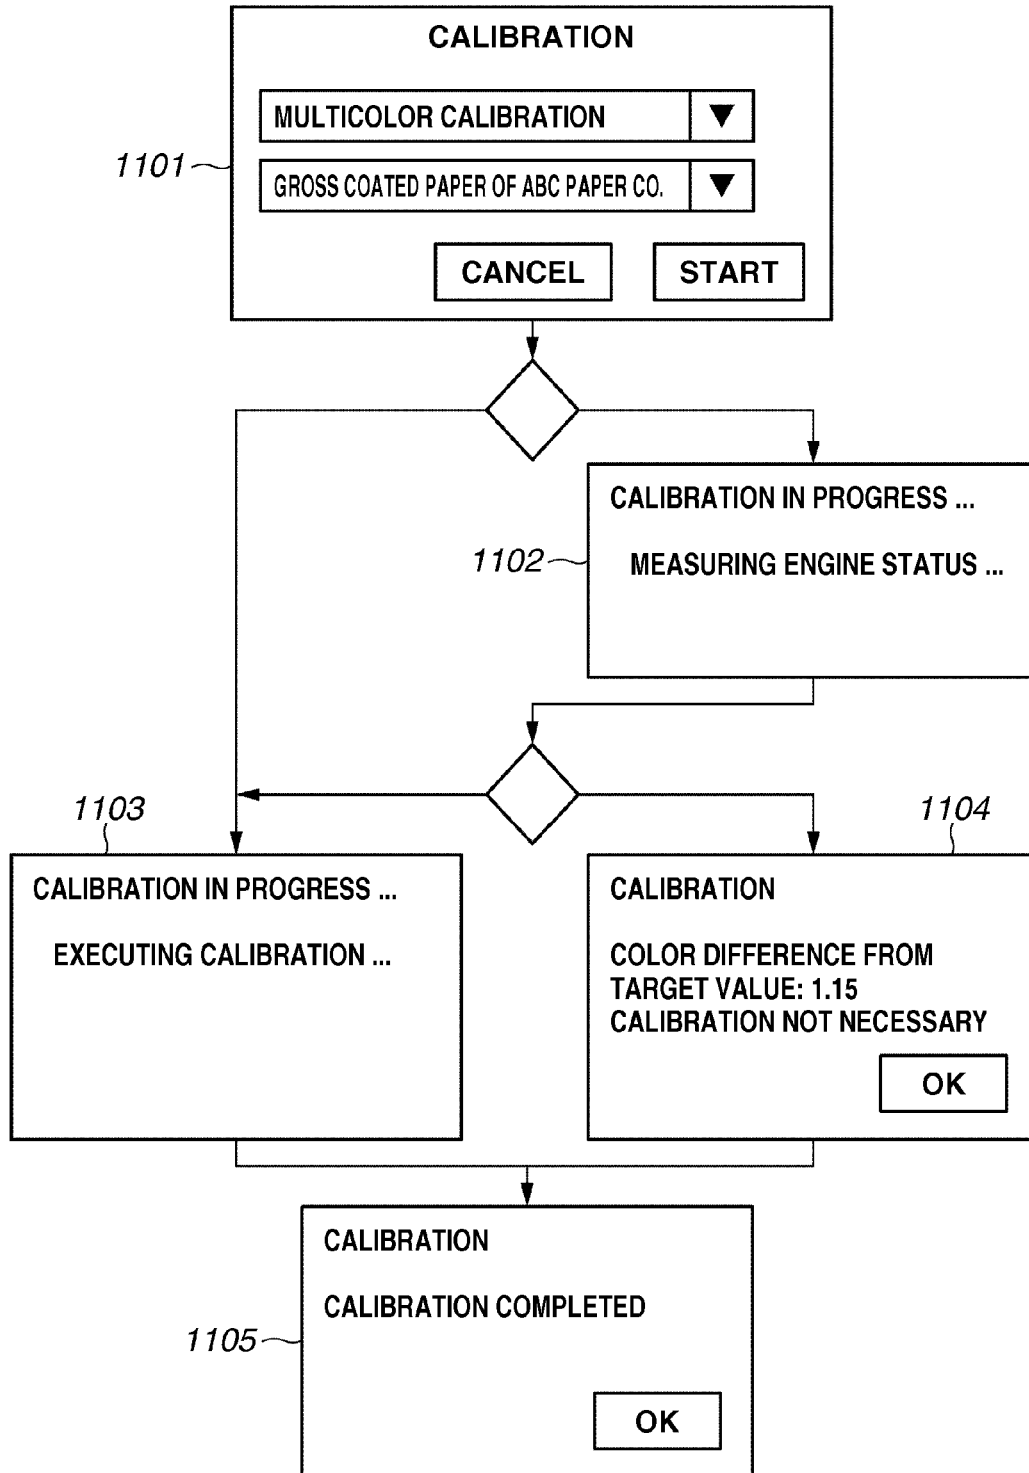 CALIBRATION
MULTICOLOR CALIBRATION ▼
1101
GROSS COATED PAPER OF ABC PAPER CO. ▼
CANCEL START
CALIBRATION IN PROGRESS ...
1102
MEASURING ENGINE STATUS ...
1103
1104
CALIBRATION IN PROGRESS ...
EXECUTING CALIBRATION ...
CALIBRATION
COLOR DIFFERENCE FROM
TARGET VALUE: 1.15
CALIBRATION NOT NECESSARY
OK
CALIBRATION
CALIBRATION COMPLETED
1105
OK